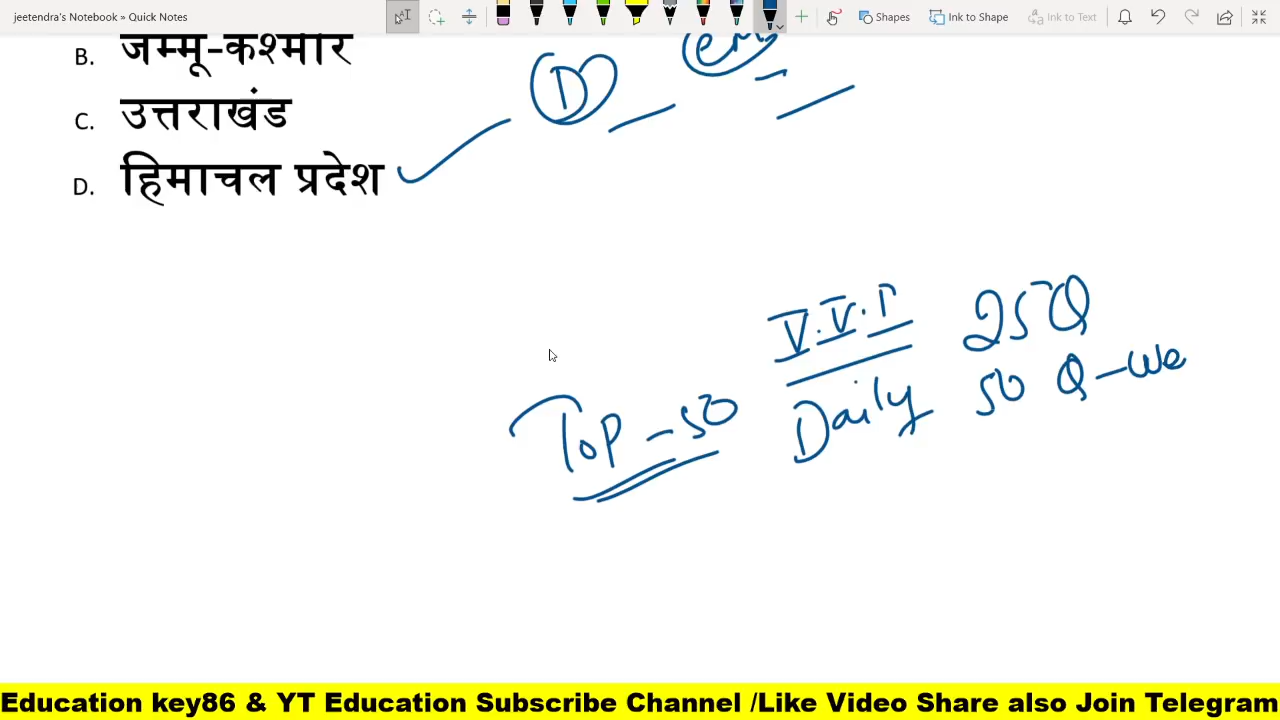 jeetendra's Notebook » Quick Notes
Shapes Ink to Shape Ink to Text
B. जम्मू-कश्मीर
C. उत्तराखंड
D. हिमाचल प्रदेश
D
V.V.I 25Q
Top - 50 Daily 50 Q - We
Education key86 & YT Education Subscribe Channel /Like Video Share also Join Telegram